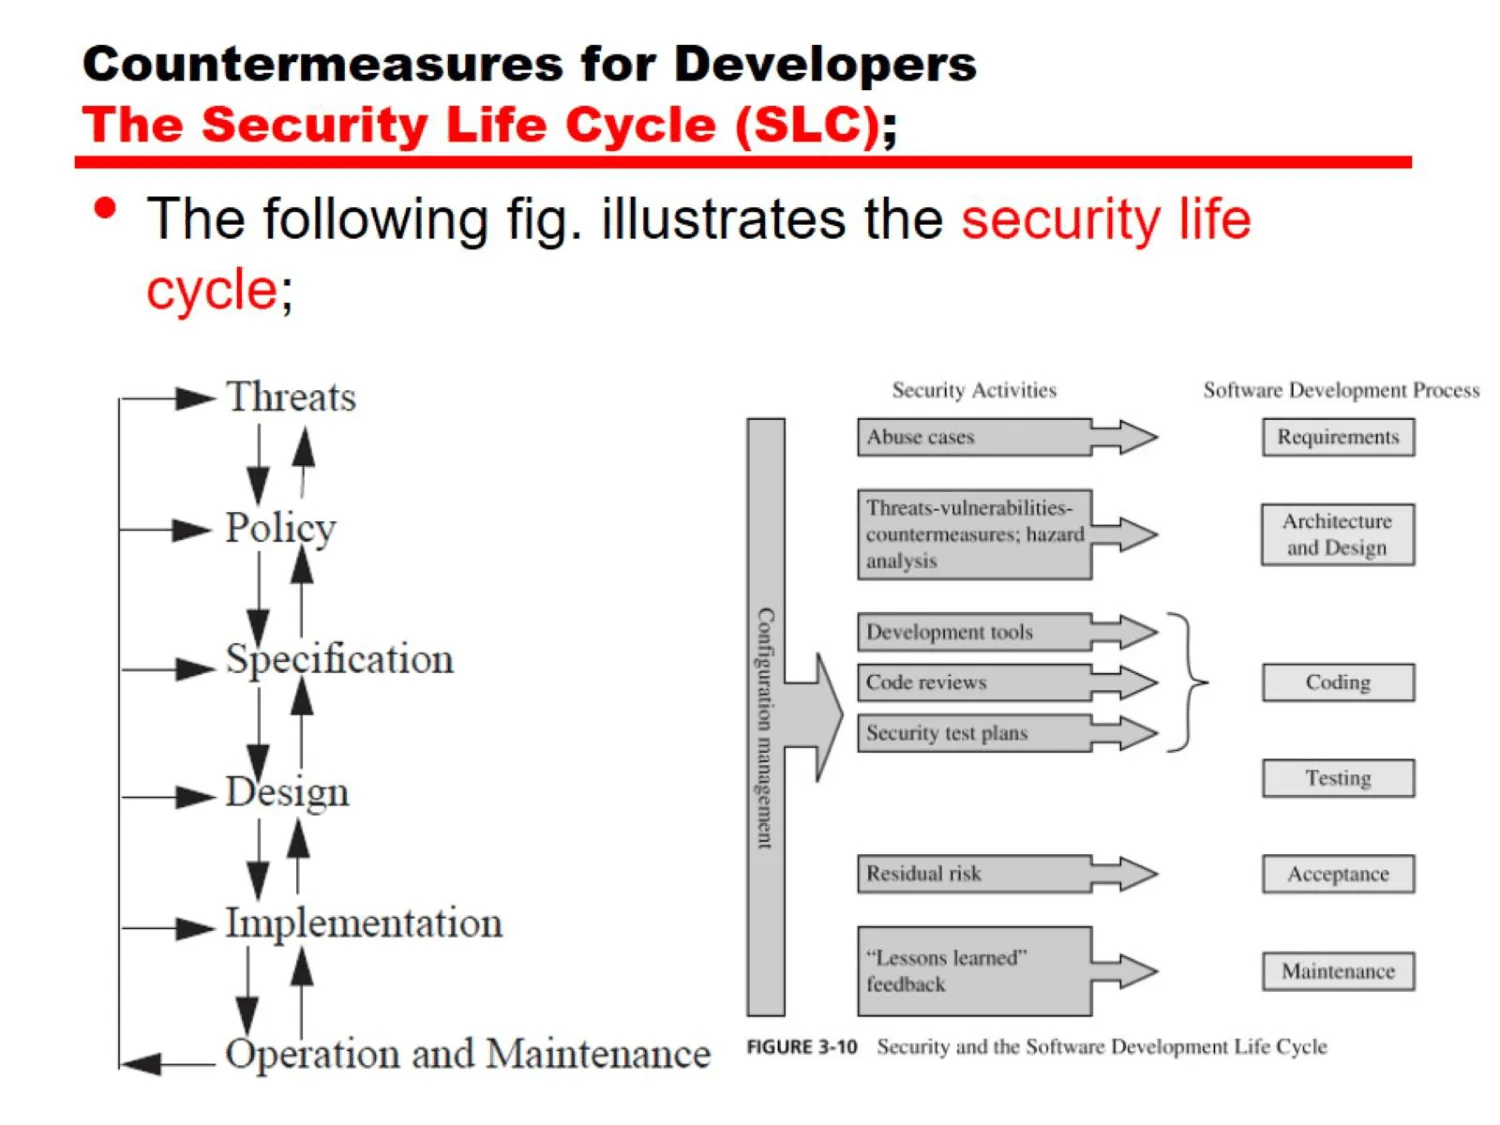 Countermeasures for Developers
The Security Life Cycle (SLC);
• The following fig. illustrates the security life
cycle;
Threats
Policy
Specification
Design
Implementation
Operation and Maintenance
Configuration management
Security Activities
Abuse cases
Threats-vulnerabilities-
countermeasures; hazard
analysis
Development tools
Code reviews
Security test plans
Residual risk
“Lessons learned”
feedback
Software Development Process
Requirements
Architecture
and Design
Coding
Testing
Acceptance
Maintenance
FIGURE 3-10 Security and the Software Development Life Cycle